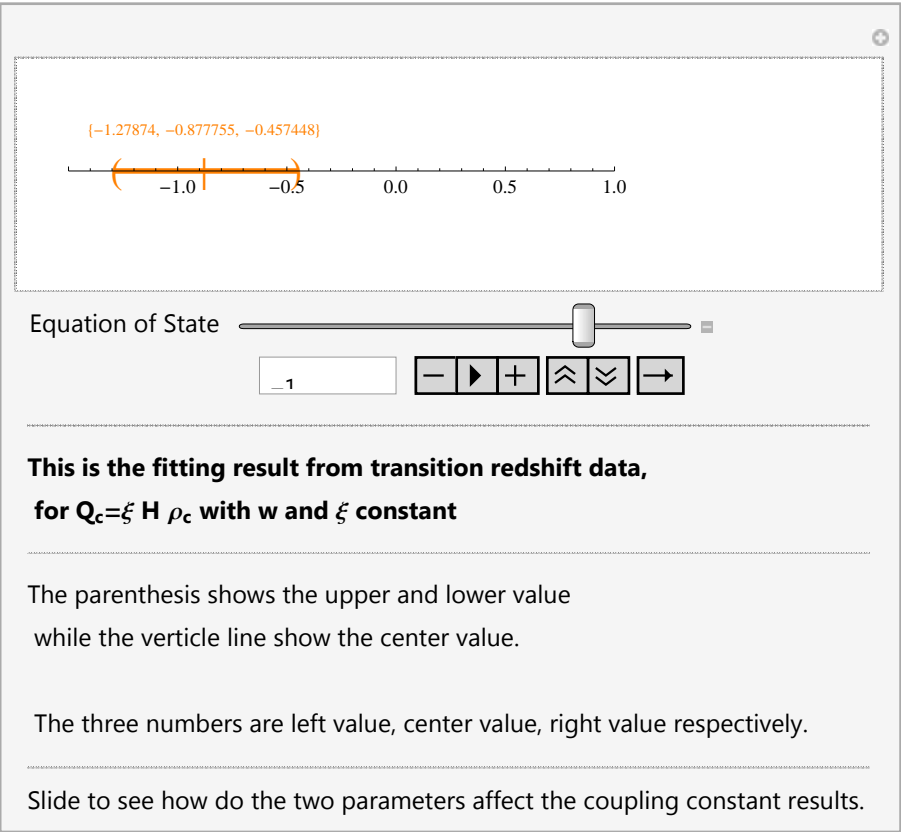 {−1.27874, −0.877755, −0.457448}
−1.0 −0.5 0.0 0.5 1.0
Equation of State
−1
This is the fitting result from transition redshift data,
for Qc=ξ H ρc with w and ξ constant
The parenthesis shows the upper and lower value
while the verticle line show the center value.
The three numbers are left value, center value, right value respectively.
Slide to see how do the two parameters affect the coupling constant results.